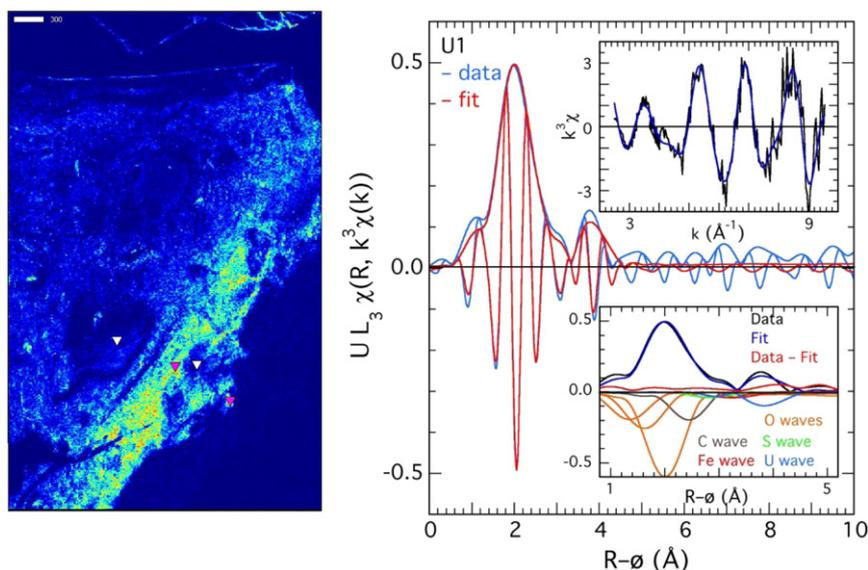 300
U1
– data
– fit
U L3 χ(R, k³χ(k))
0.5
0.0
-0.5
0
2
4
6
8
10
R–ø (Å)
k³χ
3
0
-3
3
6
9
k (Å⁻¹)
0.5
0.0
-0.5
Data
Fit
Data – Fit
O waves
C wave S wave
Fe wave U wave
1
5
R–ø (Å)